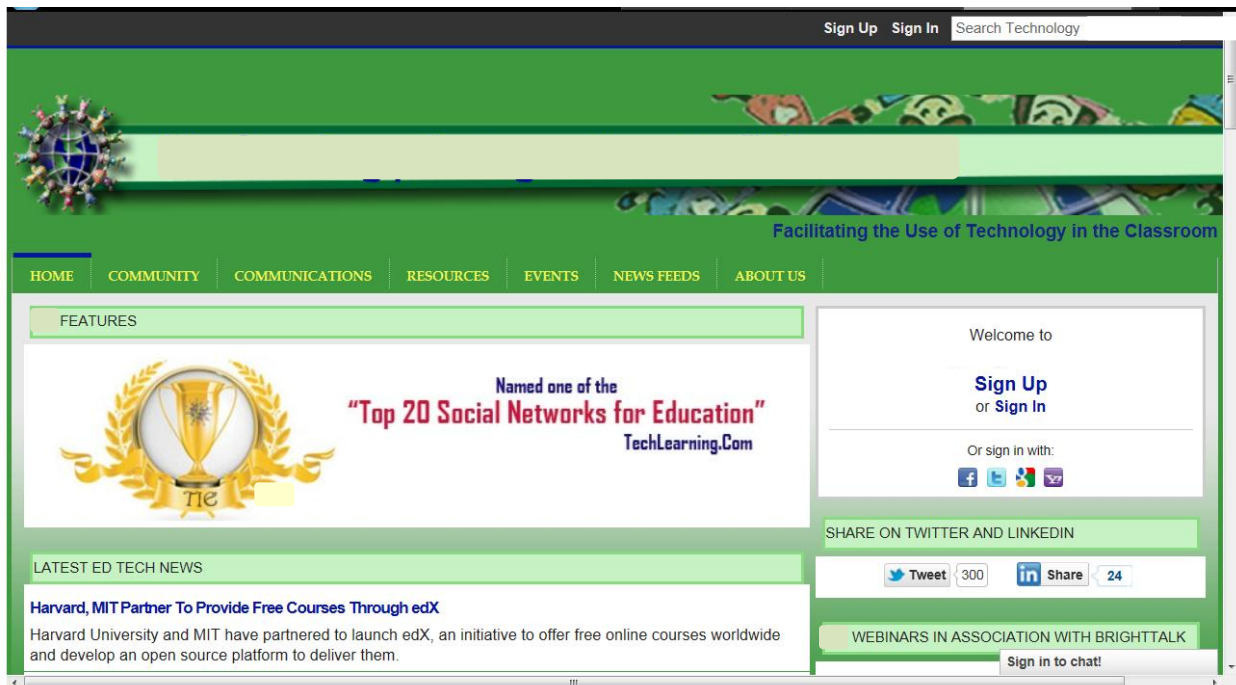 Sign Up Sign In Search Technology
Facilitating the Use of Technology in the Classroom
HOME COMMUNITY COMMUNICATIONS RESOURCES EVENTS NEWS FEEDS ABOUT US
FEATURES
Named one of the
“Top 20 Social Networks for Education”
TechLearning.Com
TIE
LATEST ED TECH NEWS
Harvard, MIT Partner To Provide Free Courses Through edX
Harvard University and MIT have partnered to launch edX, an initiative to offer free online courses worldwide
and develop an open source platform to deliver them.
Welcome to
Sign Up
or Sign In
Or sign in with:
SHARE ON TWITTER AND LINKEDIN
Tweet 300 in Share 24
WEBINARS IN ASSOCIATION WITH BRIGHTTALK
Sign in to chat!